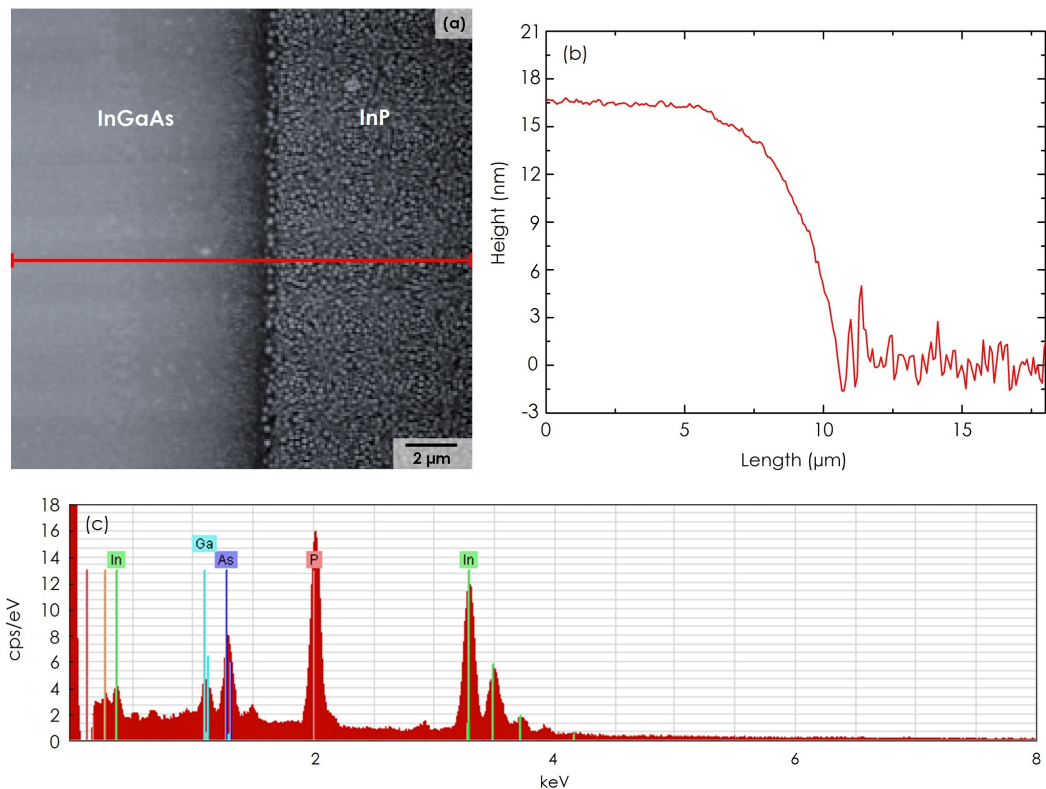 (a)
InGaAs
InP
2 μm
(b)
21
18
15
12
9
6
3
0
-3
Height (nm)
0
5
10
15
Length (μm)
(c)
18
16
14
12
10
8
6
4
2
0
cps/eV
In
Ga
As
P
In
2
4
6
8
keV